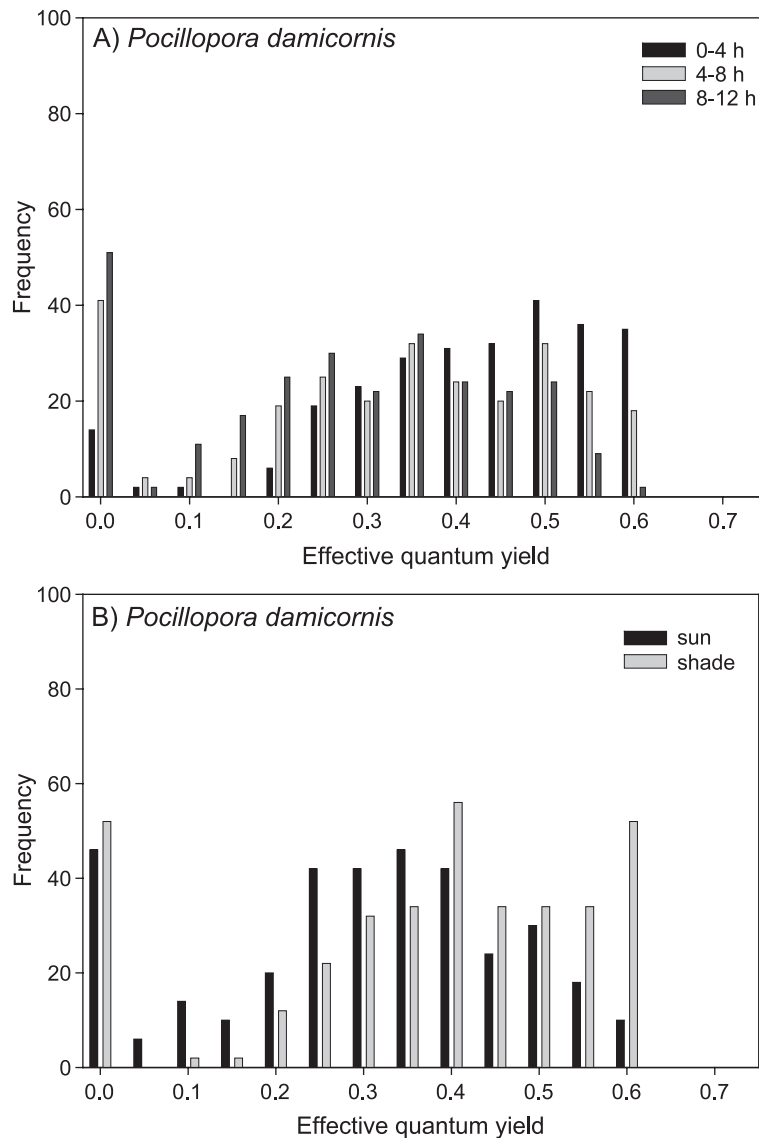 100
A) Pocillopora damicornis
0-4 h
4-8 h
8-12 h
80
60
40
20
0
Frequency
0.0 0.1 0.2 0.3 0.4 0.5 0.6 0.7
Effective quantum yield
100
B) Pocillopora damicornis
sun
shade
80
60
40
20
0
Frequency
0.0 0.1 0.2 0.3 0.4 0.5 0.6 0.7
Effective quantum yield